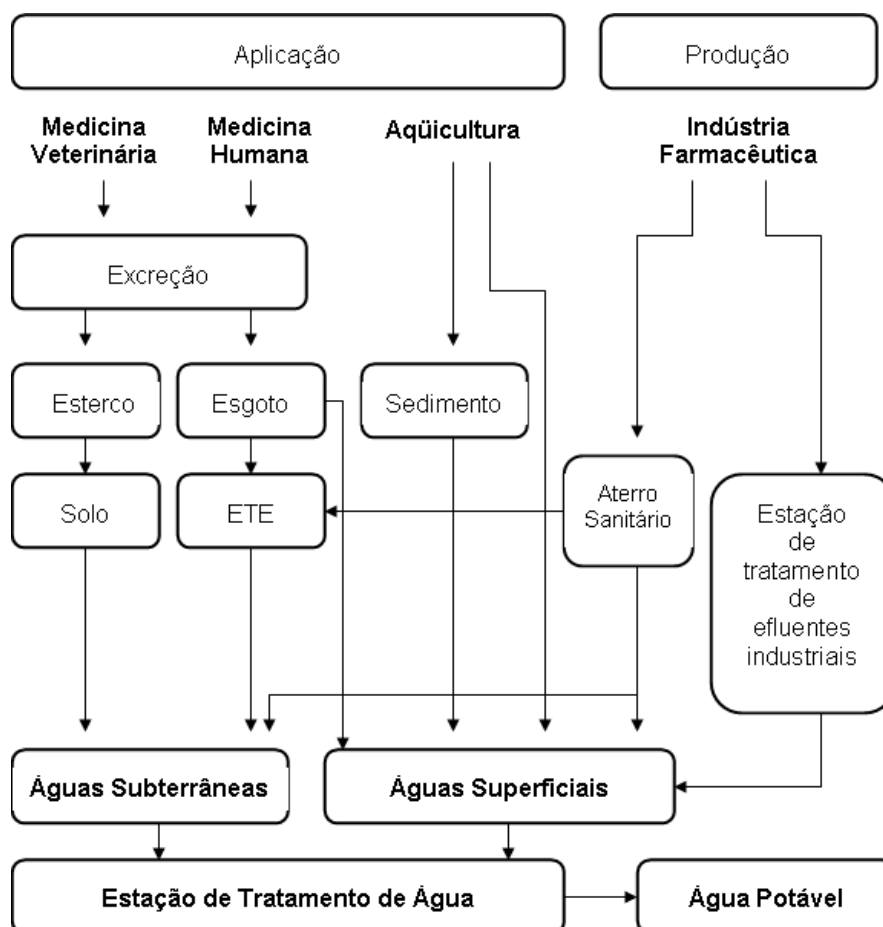 Aplicação
Produção
Medicina
Veterinária
Medicina
Humana
Aqüicultura
Indústria
Farmacêutica
Excreção
Esterco
Esgoto
Sedimento
Solo
ETE
Aterro
Sanitário
Estação
de
tratamento
de
efluentes
industriais
Águas Subterrâneas
Águas Superficiais
Estação de Tratamento de Água
Água Potável